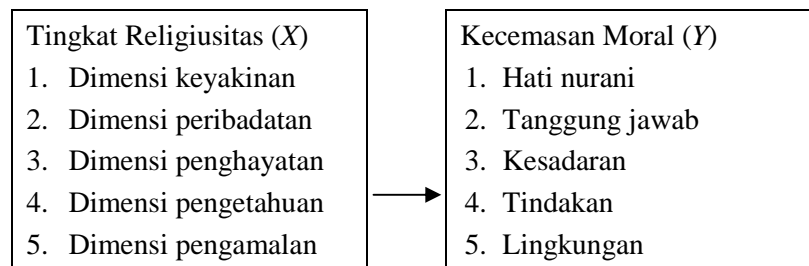 Tingkat Religiusitas (X)
1. Dimensi keyakinan
2. Dimensi peribadatan
3. Dimensi penghayatan
4. Dimensi pengetahuan
5. Dimensi pengamalan
Kecemasan Moral (Y)
1. Hati nurani
2. Tanggung jawab
3. Kesadaran
4. Tindakan
5. Lingkungan